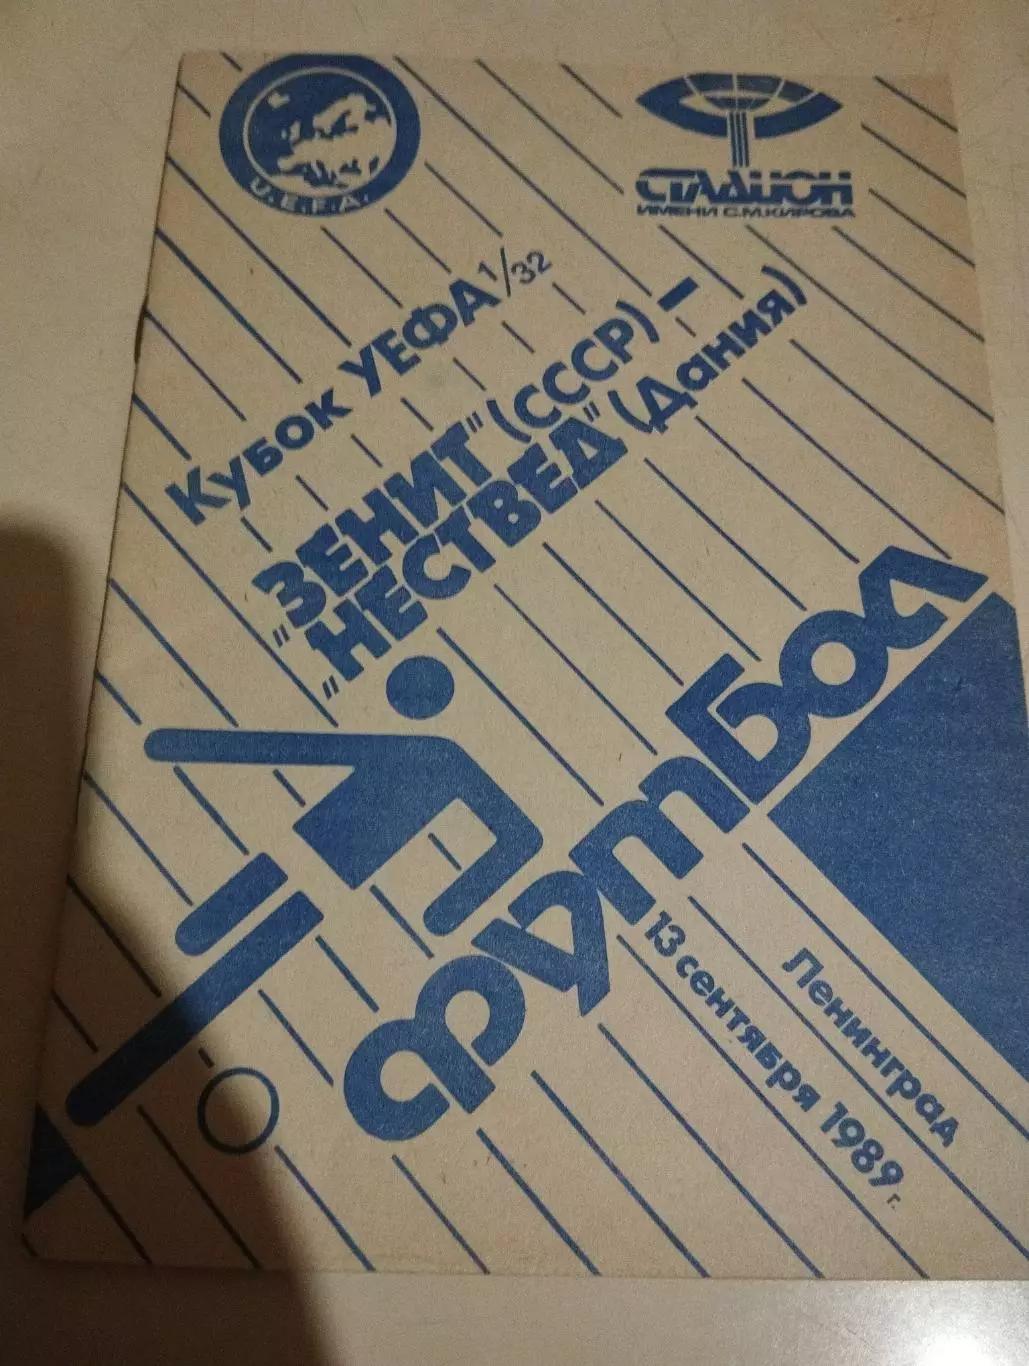 U.E.F.A.
СТАДИОН
ИМЕНИ С.М.КИРОВА
Кубок УЕФА 1/32
"ЗЕНИТ" (СССР) –
"НЕСТВЕД" (Дания)
футбол
Ленинград
13 сентября 1989 г.